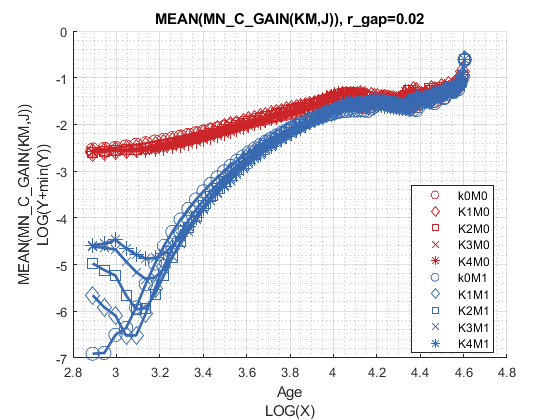 MEAN(MN_C_GAIN(KM,J)), r_gap=0.02
MEAN(MN_C_GAIN(KM,J))
LOG(Y+min(Y))
0
-1
-2
-3
-4
-5
-6
-7
k0M0
K1M0
K2M0
K3M0
K4M0
k0M1
K1M1
K2M1
K3M1
K4M1
2.8 3 3.2 3.4 3.6 3.8 4 4.2 4.4 4.6 4.8
Age
LOG(X)